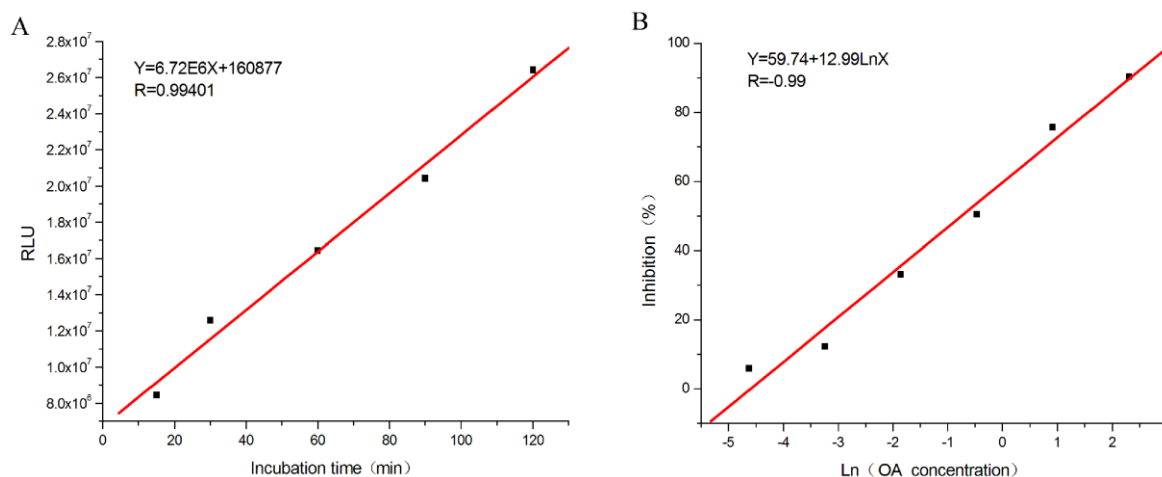 A
2.8x10⁷
2.6x10⁷
2.4x10⁷
2.2x10⁷
2.0x10⁷
1.8x10⁷
1.6x10⁷
1.4x10⁷
1.2x10⁷
1.0x10⁷
8.0x10⁶
RLU
Y=6.72E6X+160877
R=0.99401
0 20 40 60 80 100 120
Incubation time（min）
B
100
80
60
40
20
0
Inhibition（%）
Y=59.74+12.99LnX
R=-0.99
-5 -4 -3 -2 -1 0 1 2
Ln（OA concentration）